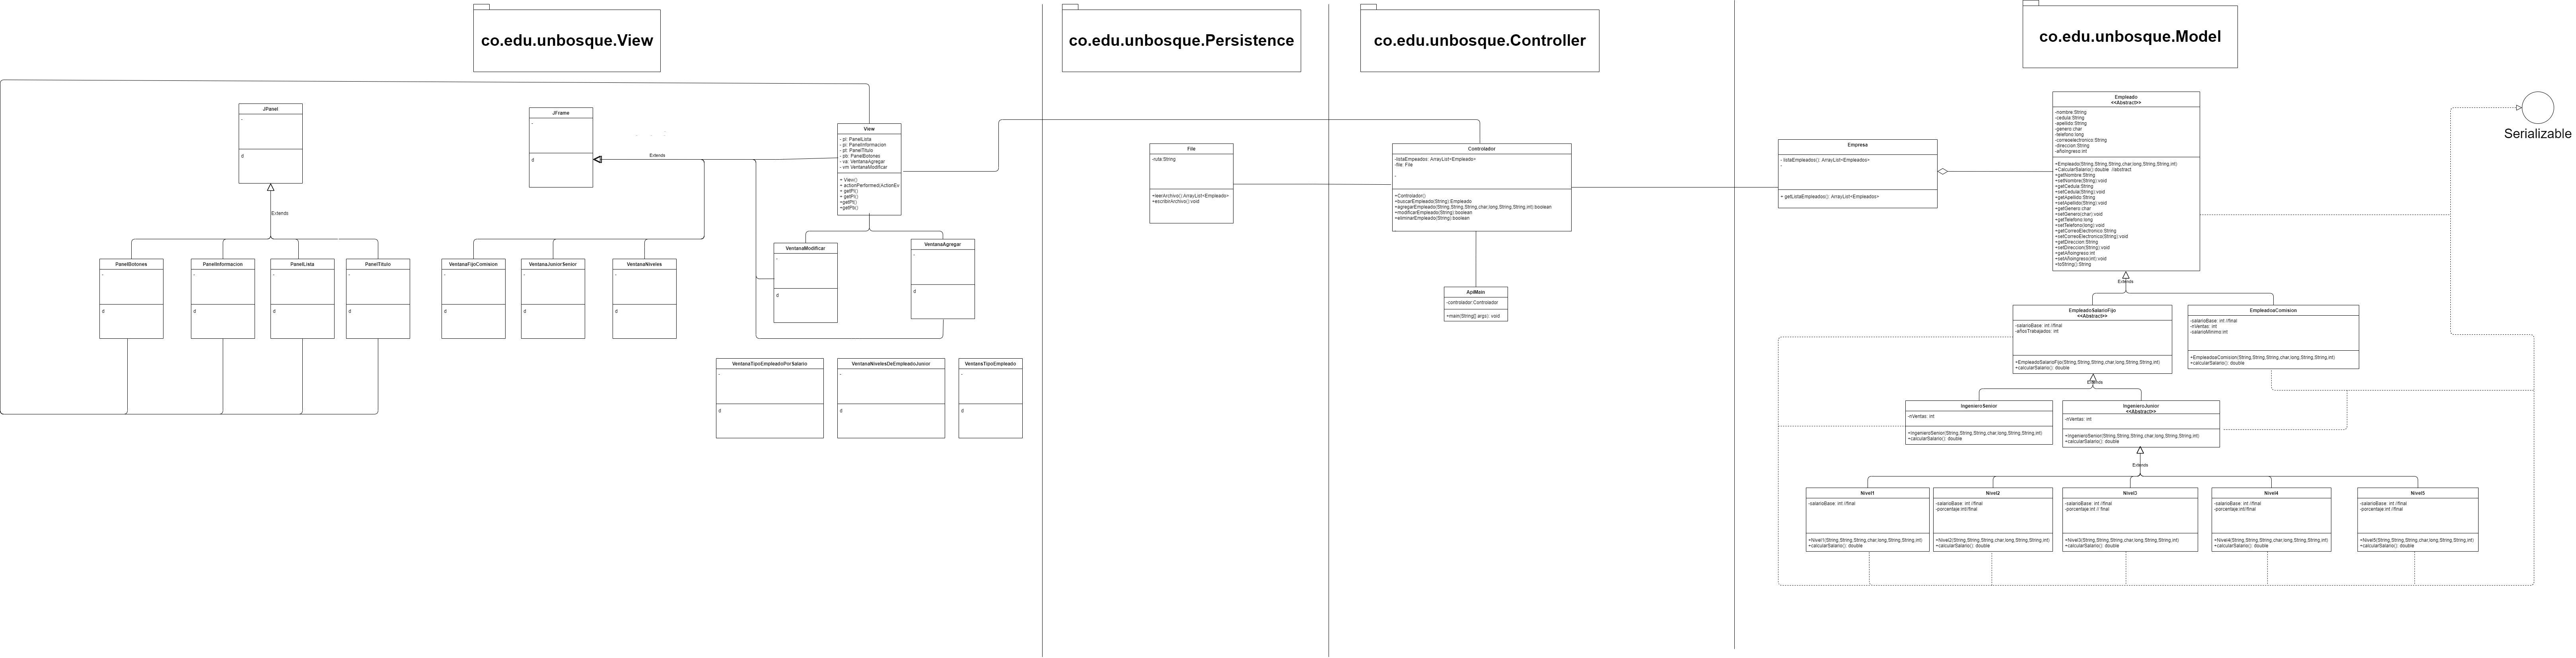 co.edu.unbosque.View
co.edu.unbosque.Persistence
co.edu.unbosque.Controller
co.edu.unbosque.Model
JPanel
-
d
Extends
JFrame
-
d
Extends
View
- pl: PanelLista
- pi: PanelInformacion
- pt: PanelTitulo
- pb: PanelBotones
- va: VentanaAgregar
- vm VentanaModificar
+ View()
+ actionPerformed(ActionEv
+ getPl()
+ getPi()
+getPt()
+getPb()
PanelBotones
-
d
PanelInformacion
-
d
PanelLista
-
d
PanelTitulo
-
d
VentanaFijoComision
-
d
VentanaJuniorSenior
-
d
VentanaNiveles
-
d
VentanaModificar
-
d
VentanaAgregar
-
d
VentanaTipoEmpleadoPorSalario
-
d
VentanaNivelesDeEmpleadoJunior
-
d
VentansTipoEmpleado
-
d
File
-ruta:String
+leerArchivo():ArrayList<Empleado>
+escribirArchivo():void
Controlador
-listaEmpeados: ArrayList<Empleado>
-file: File
-
+Controlador()
+buscarEmpleado(String):Empleado
+agregarEmpleado(String,String,String,char,long,String,String,int):boolean
+modificarEmpleado(String):boolean
+eliminarEmpleado(String):boolean
AplMain
-controlador:Controlador
+main(String[] args): void
Empresa
- listaEmpleados(): ArrayList<Empleados>
-
+ getListaEmpleados(): ArrayList<Empleados>
Empleado
<<Abstract>>
-nombre:String
-cedula:String
-apellido:String
-genero:char
-telefono:long
-correoelectronico:String
-direccion:String
-añoIngreso:int
+Empleado(String,String,String,char,long,String,String,int)
+CalcularSalario():double //abstract
+getNombre:String
+setNombre(String):void
+getCedula:String
+setCedula(String):void
+getApellido:String
+setApellido(String):void
+getGenero:char
+setGenero(char):void
+getTelefono:long
+setTelefono(long):void
+getCorreoElectronico:String
+setCorreoElectronico(String):void
+getDireccion:String
+setDireccion(String):void
+getAñoingreso:int
+setAñoingreso(int):void
+toString():String
Extends
Serializable
EmpleadoSalarioFijo
<<Abstract>>
-salarioBase: int //final
-añosTrabajados: int
+EmpleadoSalarioFijo(String,String,String,char,long,String,String,int)
+calcularSalario(): double
EmpleadoaComision
-salarioBase: int //final
-nVentas: int
-salarioMinimo:int
+EmpleadoaComision(String,String,String,char,long,String,String,int)
+calcularSalario(): double
Extends
IngenieroSenior
-nVentas: int
+IngenieroSenior(String,String,String,char,long,String,String,int)
+calcularSalario(): double
IngenieroJunior
<<Abstract>>
-nVentas: int
+IngenieroSenior(String,String,String,char,long,String,String,int)
+calcularSalario(): double
Extends
Nivel1
-salarioBase: int //final
+Nivel1(String,String,String,char,long,String,String,int)
+calcularSalario(): double
Nivel2
-salarioBase: int //final
-porcentaje:int//final
+Nivel2(String,String,String,char,long,String,String,int)
+calcularSalario(): double
Nivel3
-salarioBase: int //final
-porcentaje:int // final
+Nivel3(String,String,String,char,long,String,String,int)
+calcularSalario(): double
Nivel4
-salarioBase: int //final
-porcentaje:int//final
+Nivel4(String,String,String,char,long,String,String,int)
+calcularSalario(): double
Nivel5
-salarioBase: int //final
-porcentaje:int //final
+Nivel5(String,String,String,char,long,String,String,int)
+calcularSalario(): double